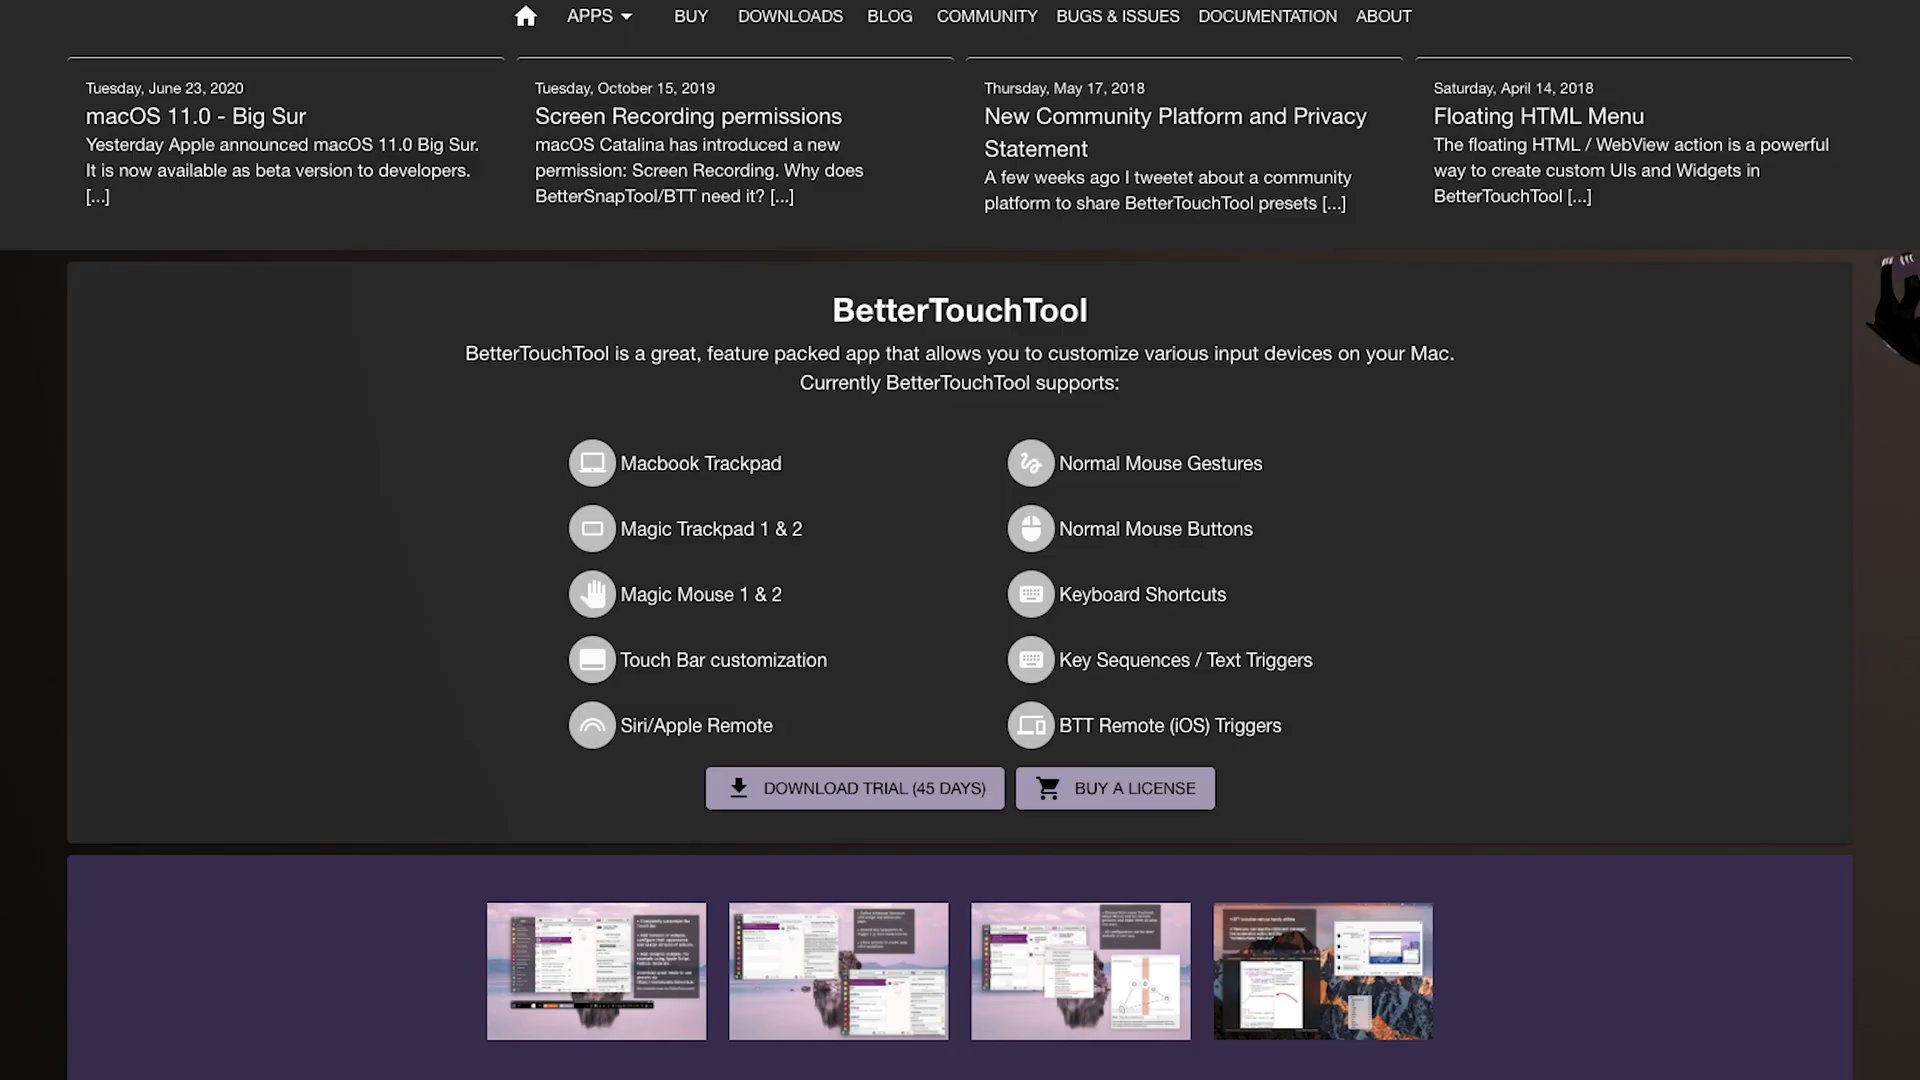 APPS BUY DOWNLOADS BLOG COMMUNITY BUGS & ISSUES DOCUMENTATION ABOUT
Tuesday, June 23, 2020
macOS 11.0 - Big Sur
Yesterday Apple announced macOS 11.0 Big Sur.
It is now available as beta version to developers.
[...]
Tuesday, October 15, 2019
Screen Recording permissions
macOS Catalina has introduced a new
permission: Screen Recording. Why does
BetterSnapTool/BTT need it? [...]
Thursday, May 17, 2018
New Community Platform and Privacy
Statement
A few weeks ago I tweetet about a community
platform to share BetterTouchTool presets [...]
Saturday, April 14, 2018
Floating HTML Menu
The floating HTML / WebView action is a powerful
way to create custom UIs and Widgets in
BetterTouchTool [...]
BetterTouchTool
BetterTouchTool is a great, feature packed app that allows you to customize various input devices on your Mac.
Currently BetterTouchTool supports:
Macbook Trackpad
Magic Trackpad 1 & 2
Magic Mouse 1 & 2
Touch Bar customization
Siri/Apple Remote
Normal Mouse Gestures
Normal Mouse Buttons
Keyboard Shortcuts
Key Sequences / Text Triggers
BTT Remote (iOS) Triggers
DOWNLOAD TRIAL (45 DAYS)
BUY A LICENSE